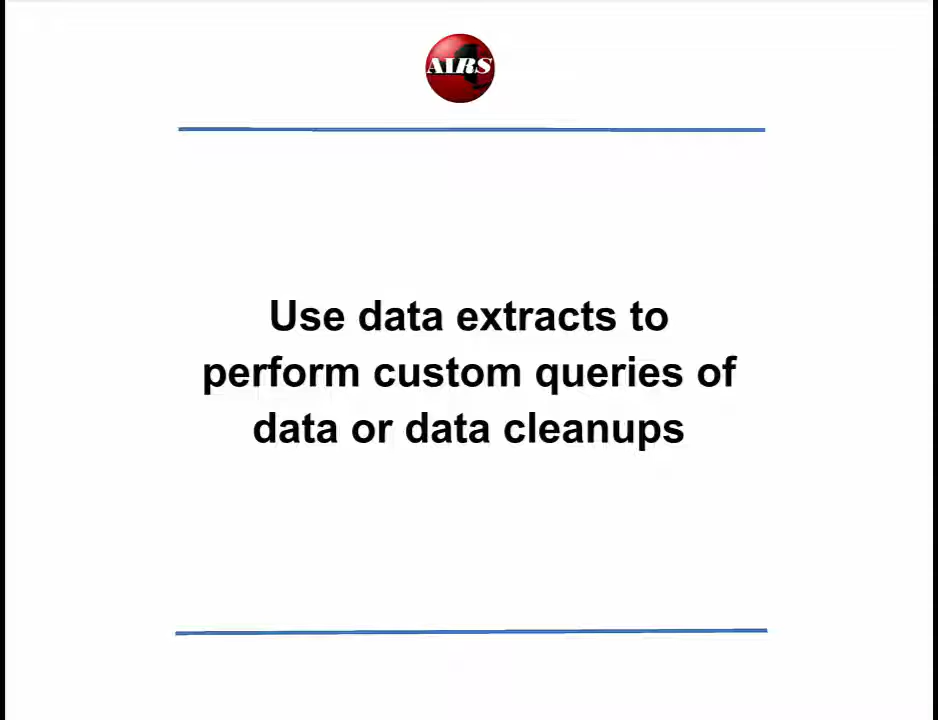 AIRS
Use data extracts to
perform custom queries of
data or data cleanups